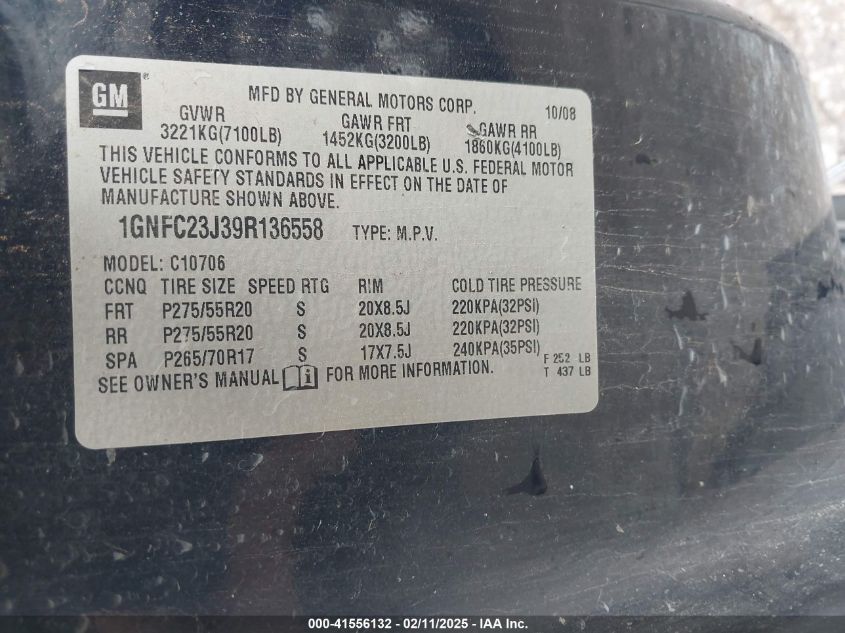 GM
MFD BY GENERAL MOTORS CORP. 10/08
GVWR GAWR FRT GAWR RR
3221KG(7100LB) 1452KG(3200LB) 1860KG(4100LB)
THIS VEHICLE CONFORMS TO ALL APPLICABLE U.S. FEDERAL MOTOR
VEHICLE SAFETY STANDARDS IN EFFECT ON THE DATE OF
MANUFACTURE SHOWN ABOVE.
1GNFC23J39R136558 TYPE: M.P.V.
MODEL: C10706
CCNQ TIRE SIZE SPEED RTG RIM COLD TIRE PRESSURE
FRT P275/55R20 S 20X8.5J 220KPA(32PSI)
RR P275/55R20 S 20X8.5J 220KPA(32PSI)
SPA P265/70R17 S 17X7.5J 240KPA(35PSI)
F 252 LB
T 437 LB
SEE OWNER'S MANUAL FOR MORE INFORMATION.
000-41556132 - 02/11/2025 - IAA Inc.